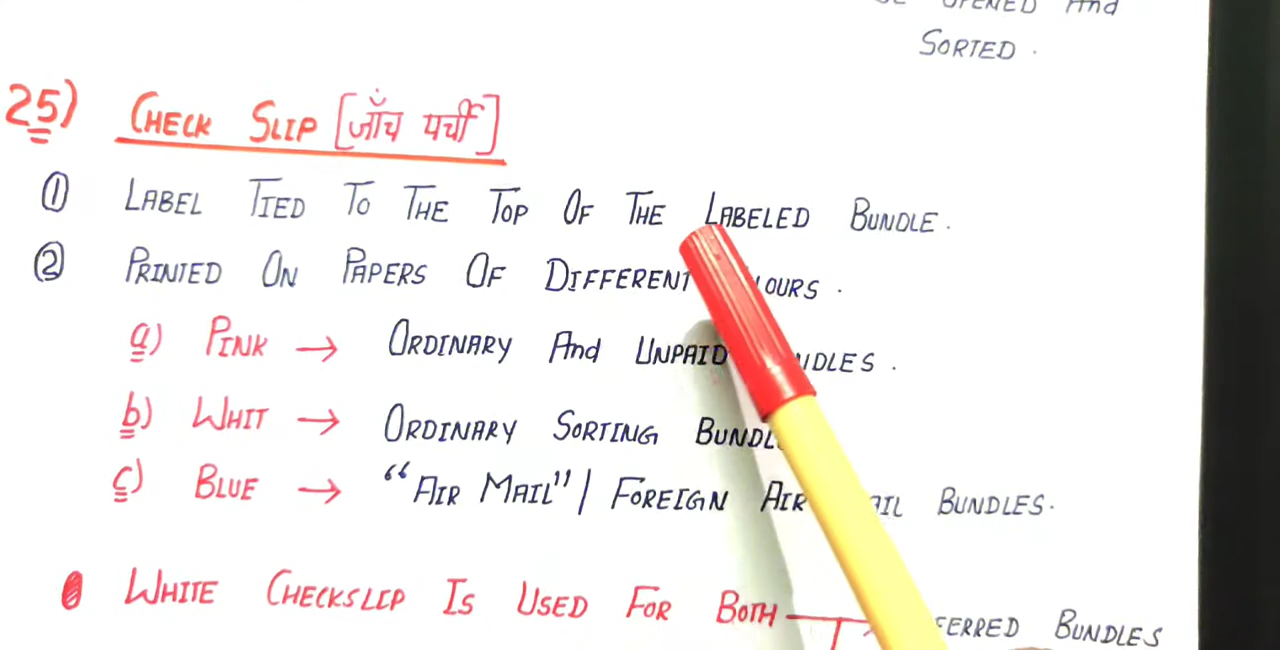 OPENED And
SORTED.
25) CHECK SLIP [जाँच पर्ची]
① LABEL TIED TO THE TOP OF THE LABELED BUNDLE.
② PRINTED ON PAPERS OF DIFFERENT
a) PINK → ORDINARY And UNPAID
b) WHIT → ORDINARY SORTING
c) BLUE → "AIR MAIL" / FOREIGN AIR BUNDLES.
WHITE CHECKSLIP IS USED FOR BOTH → BUNDLES